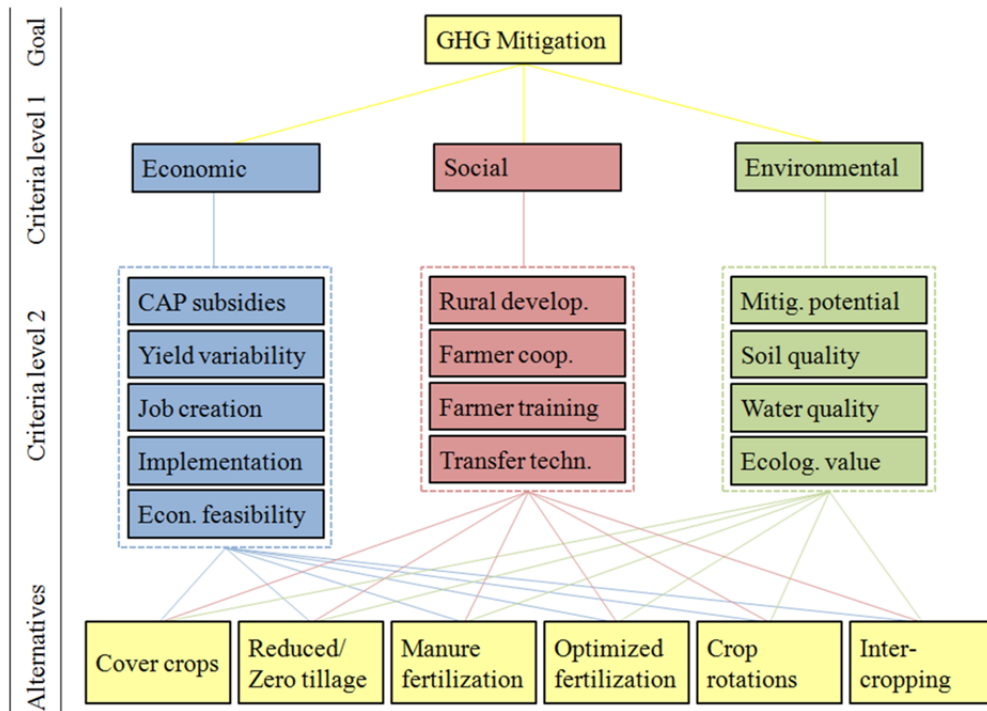 Goal
GHG Mitigation
Criteria level 1
Economic
Social
Environmental
Criteria level 2
CAP subsidies
Yield variability
Job creation
Implementation
Econ. feasibility
Rural develop.
Farmer coop.
Farmer training
Transfer techn.
Mitig. potential
Soil quality
Water quality
Ecolog. value
Alternatives
Cover crops
Reduced/
Zero tillage
Manure
fertilization
Optimized
fertilization
Crop
rotations
Inter-
cropping